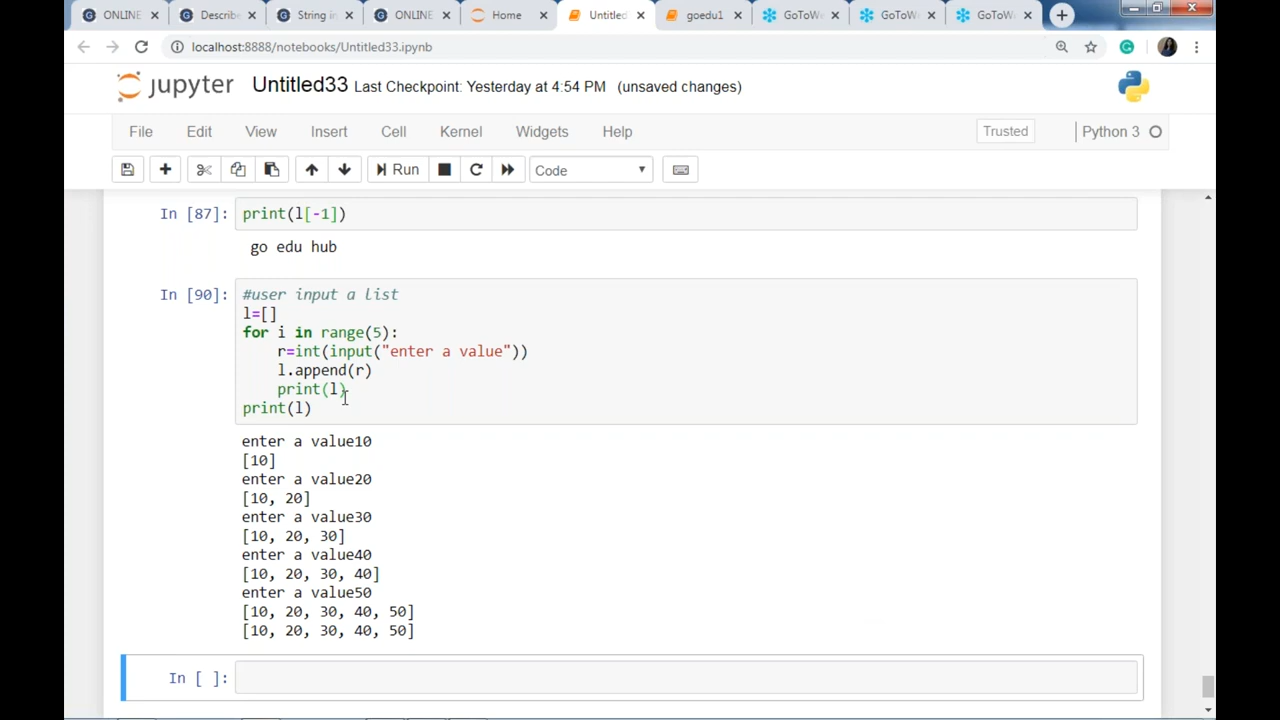 ONLINE
Describe
String in
ONLINE
Home
Untitled
goedu1
GoToWe
GoToWe
GoToWe
localhost:8888/notebooks/Untitled33.ipynb
jupyter Untitled33 Last Checkpoint: Yesterday at 4:54 PM (unsaved changes)
File Edit View Insert Cell Kernel Widgets Help Trusted Python 3
Run Code
In [87]: print(l[-1])
go edu hub
In [90]: #user input a list
l=[]
for i in range(5):
    r=int(input("enter a value"))
    l.append(r)
    print(l)
print(l)
enter a value10
[10]
enter a value20
[10, 20]
enter a value30
[10, 20, 30]
enter a value40
[10, 20, 30, 40]
enter a value50
[10, 20, 30, 40, 50]
[10, 20, 30, 40, 50]
In [ ]: